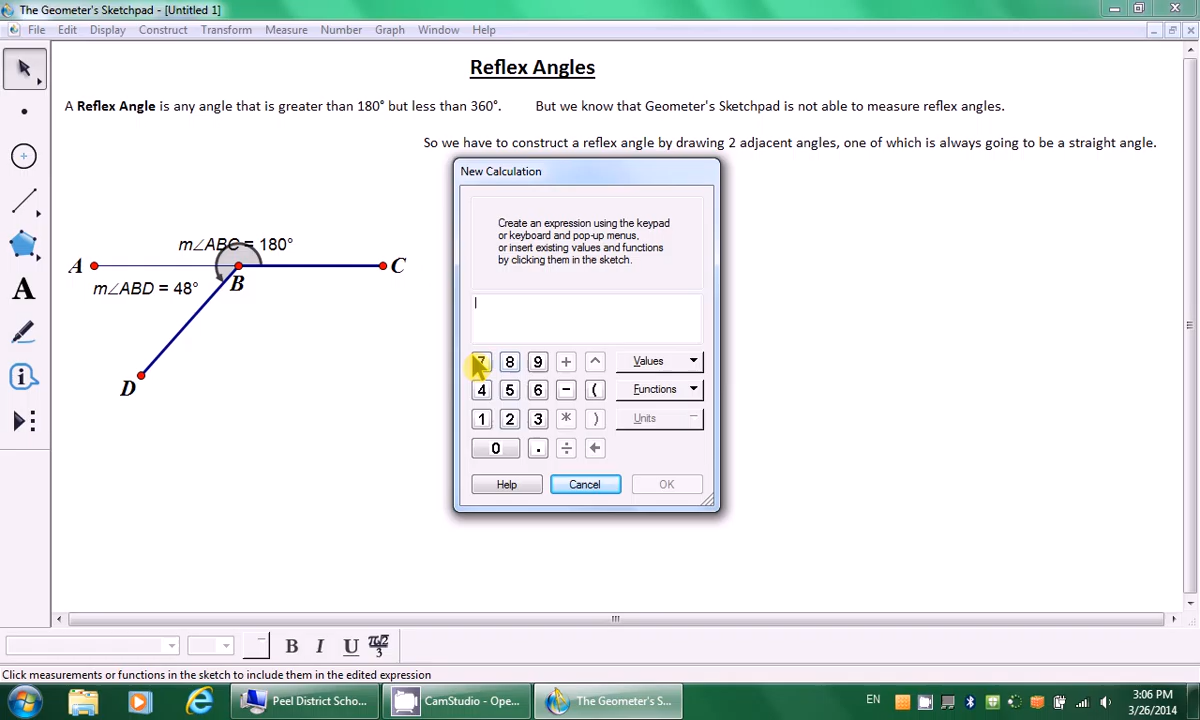 The Geometer's Sketchpad - [Untitled 1]
File Edit Display Construct Transform Measure Number Graph Window Help
Reflex Angles
A Reflex Angle is any angle that is greater than 180° but less than 360°. But we know that Geometer's Sketchpad is not able to measure reflex angles.
So we have to construct a reflex angle by drawing 2 adjacent angles, one of which is always going to be a straight angle.
New Calculation
Create an expression using the keypad
or keyboard and pop-up menus,
or insert existing values and functions
by clicking them in the sketch.
m∠ABC = 180°
A
B
C
m∠ABD = 48°
D
7 8 9 + ^ Values
4 5 6 - ( Functions
1 2 3 * ) Units
0 . ÷
Help Cancel OK
A
i
B I U π√2/3
Click measurements or functions in the sketch to include them in the edited expression
Peel District Scho...
CamStudio - Ope...
The Geometer's S...
EN
3:06 PM
3/26/2014